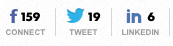 f 159 19 in 6
CONNECT TWEET LINKEDIN